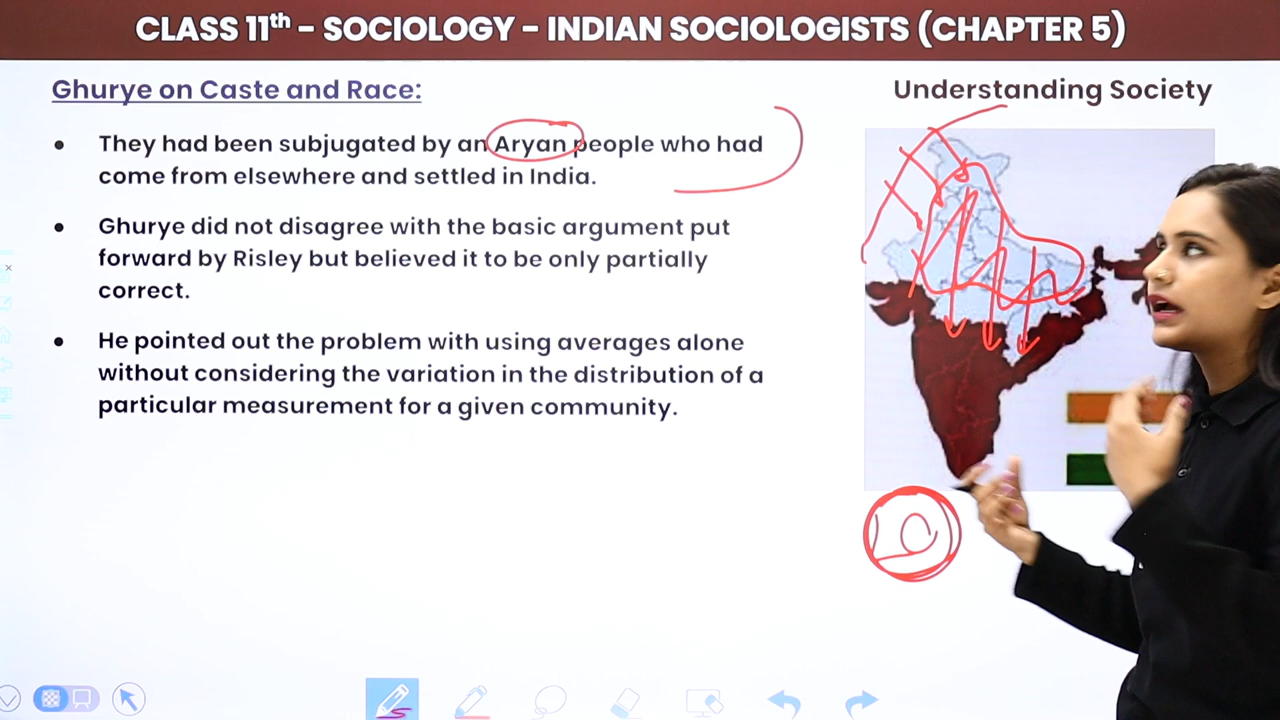 CLASS 11th - SOCIOLOGY - INDIAN SOCIOLOGISTS (CHAPTER 5)
Ghurye on Caste and Race:
Understanding Society
• They had been subjugated by an Aryan people who had
come from elsewhere and settled in India.
• Ghurye did not disagree with the basic argument put
forward by Risley but believed it to be only partially
correct.
• He pointed out the problem with using averages alone
without considering the variation in the distribution of a
particular measurement for a given community.